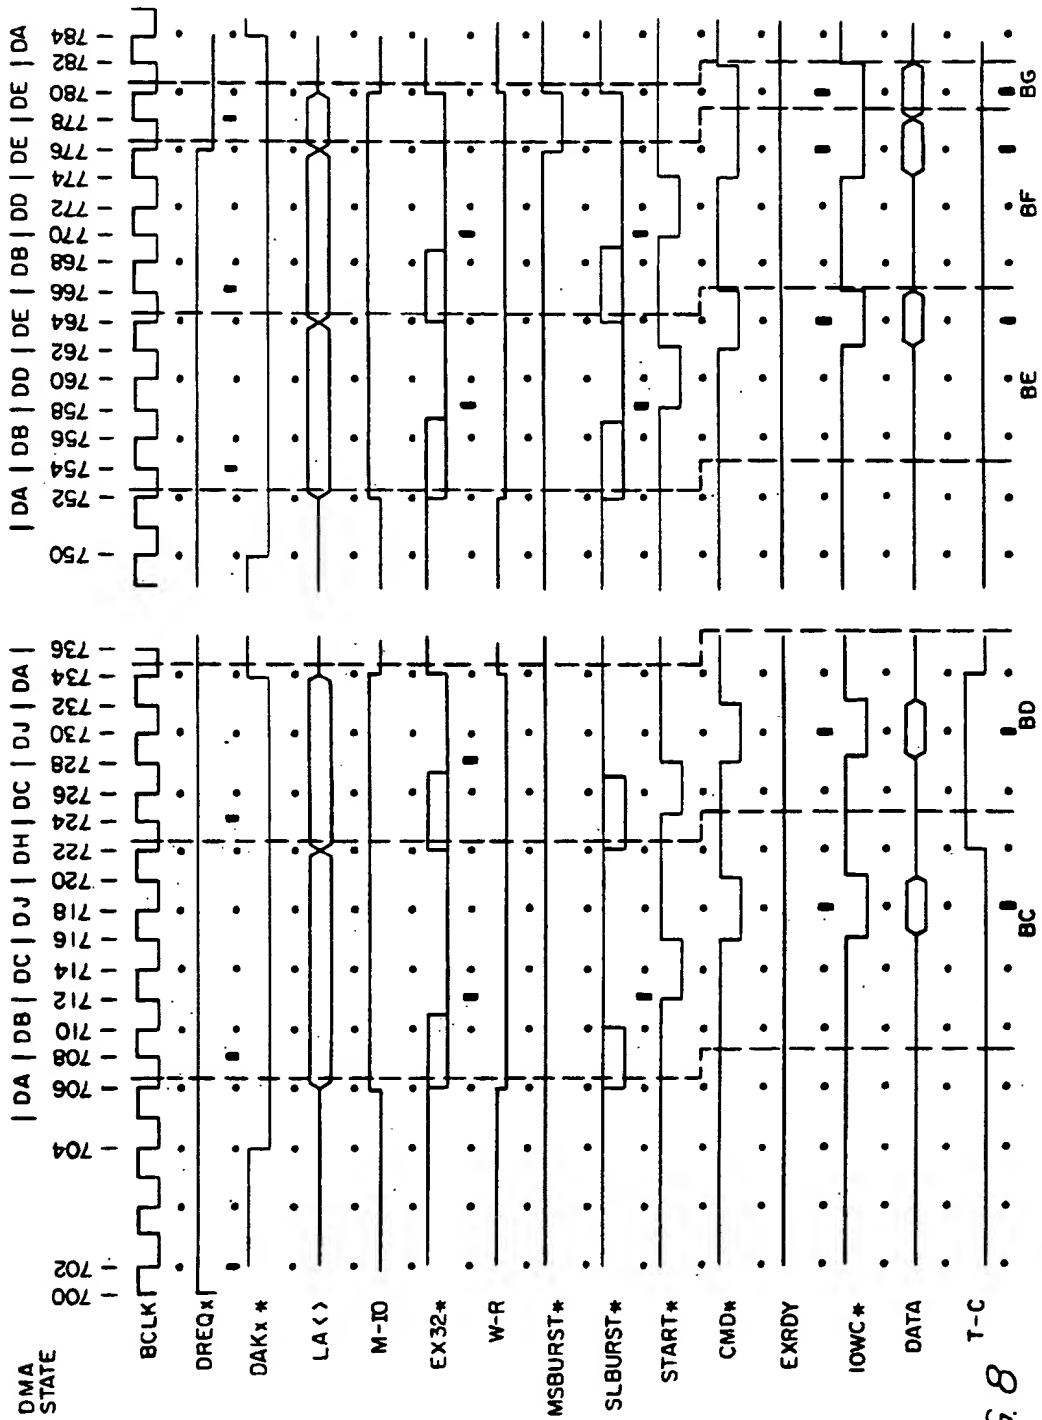 DMA
STATE
| DA | DB | DC | DJ | DH | DC | DJ | DA |
| DA | DB | DD | DE | DB | DD | DE | DE | DA
700 702 704 706 708 710 712 714 716 718 720 722 724 726 728 730 732 734 736
750 752 754 756 758 760 762 764 766 768 770 772 774 776 778 780 782 784
BCLK
DREQx
DAKx*
LA<>
M-IO
EX32*
W-R
MSBURST*
SLBURST*
START*
CMD*
EXRDY
IOWC*
DATA
T-C
BC BD BE BF BG
G. 8